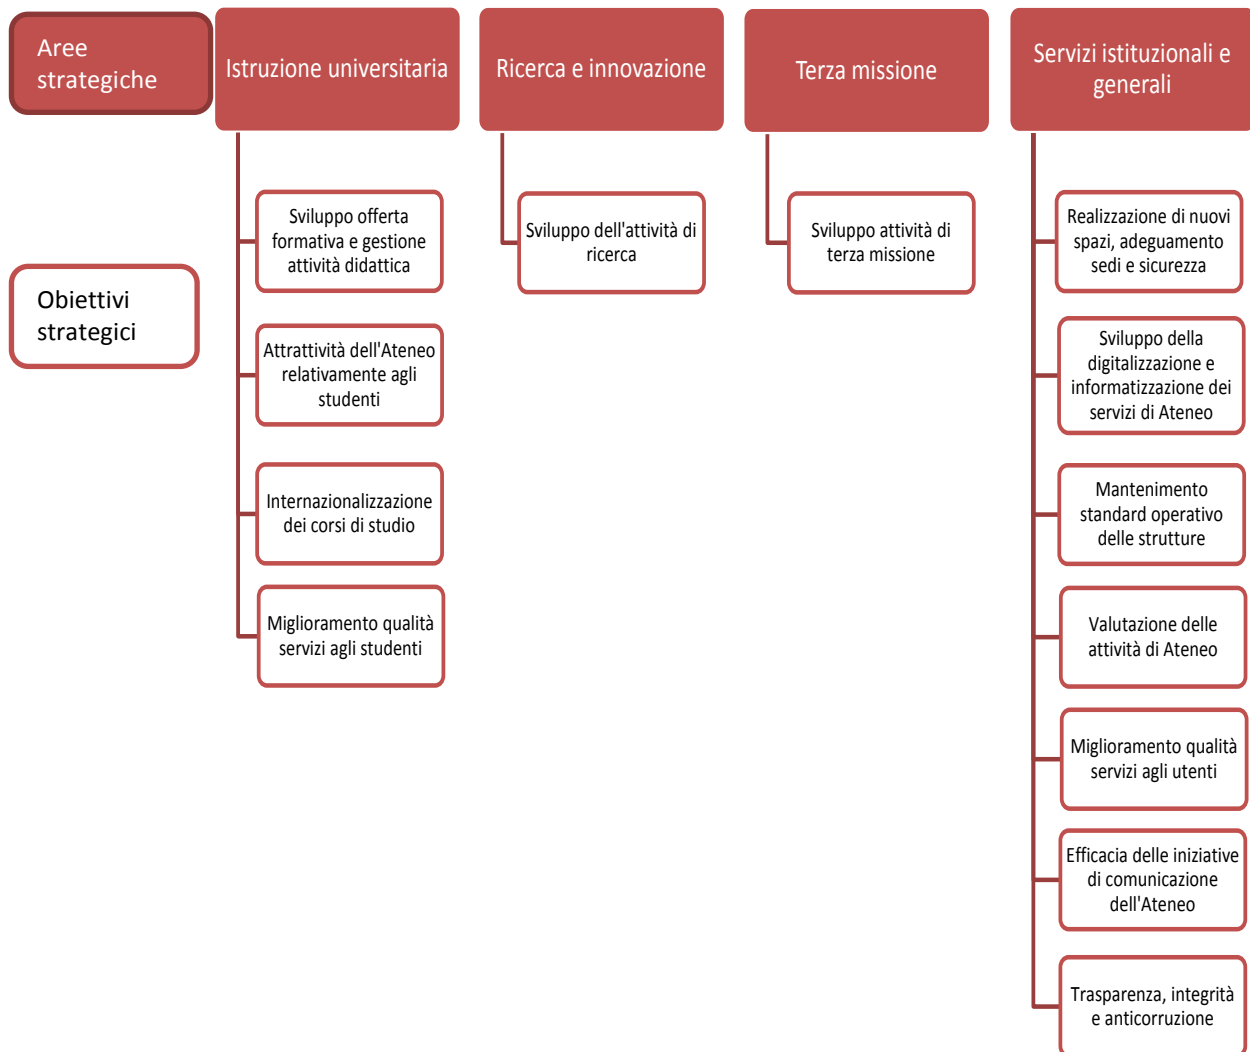 Aree
strategiche
Istruzione universitaria
Ricerca e innovazione
Terza missione
Servizi istituzionali e
generali
Obiettivi
strategici
Sviluppo offerta
formativa e gestione
attività didattica
Attrattività dell'Ateneo
relativamente agli
studenti
Internazionalizzazione
dei corsi di studio
Miglioramento qualità
servizi agli studenti
Sviluppo dell'attività di
ricerca
Sviluppo attività di
terza missione
Realizzazione di nuovi
spazi, adeguamento
sedi e sicurezza
Sviluppo della
digitalizzazione e
informatizzazione dei
servizi di Ateneo
Mantenimento
standard operativo
delle strutture
Valutazione delle
attività di Ateneo
Miglioramento qualità
servizi agli utenti
Efficacia delle iniziative
di comunicazione
dell'Ateneo
Trasparenza, integrità
e anticorruzione